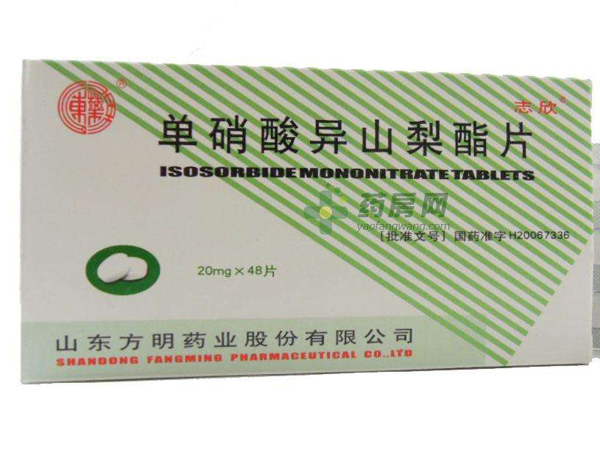 志欣®
单硝酸异山梨酯片
ISOSORBIDE MONONITRATE TABLETS
药房网
yaofangwang.com
[批准文号] 国药准字H20067336
20mg×48片
山东方明药业股份有限公司
SHANDONG FANGMING PHARMACEUTICAL CO.,LTD